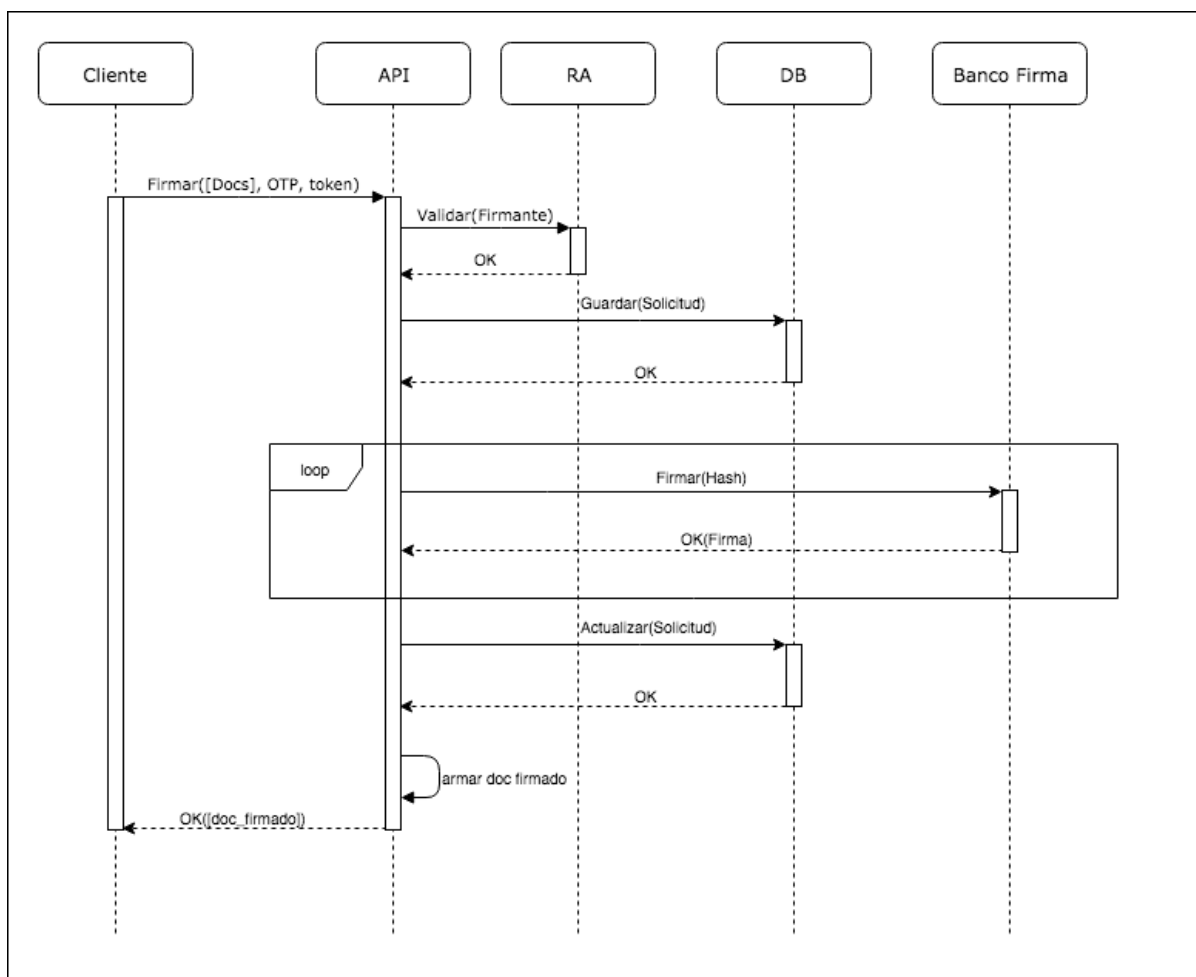 Cliente
API
RA
DB
Banco Firma
Firmar([Docs], OTP, token)
Validar(Firmante)
OK
Guardar(Solicitud)
OK
loop
Firmar(Hash)
OK(Firma)
Actualizar(Solicitud)
OK
armar doc firmado
OK([doc_firmado])